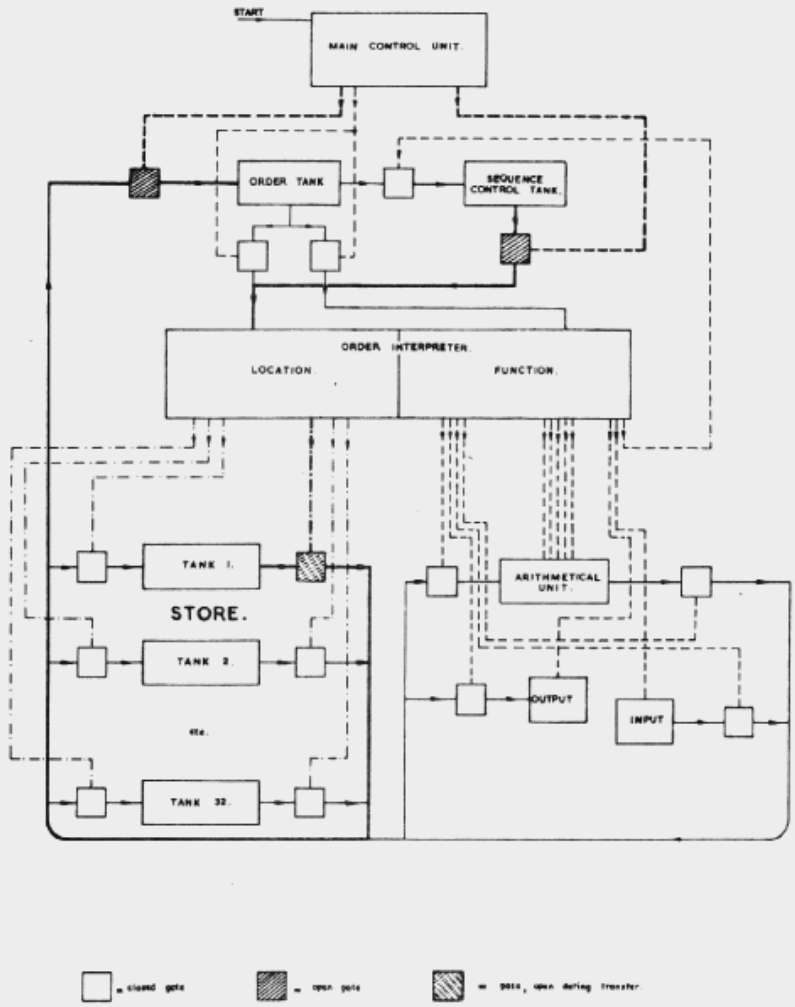 START
MAIN CONTROL UNIT.
ORDER TANK
SEQUENCE
CONTROL TANK.
ORDER INTERPRETER.
LOCATION.
FUNCTION.
TANK 1.
ARITHMETICAL
UNIT.
STORE.
TANK 2.
OUTPUT
INPUT
etc.
TANK 32.
= closed gate
= open gate
= gate, open during transfer.